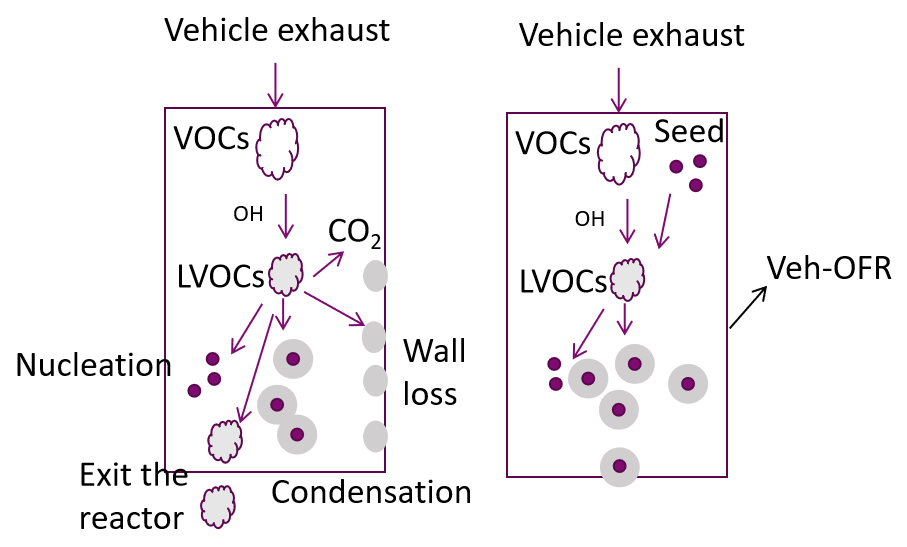 Vehicle exhaust
VOCs
OH
CO2
LVOCs
Nucleation
Wall
loss
Exit the
reactor
Condensation
Vehicle exhaust
VOCs
Seed
OH
LVOCs
Veh-OFR